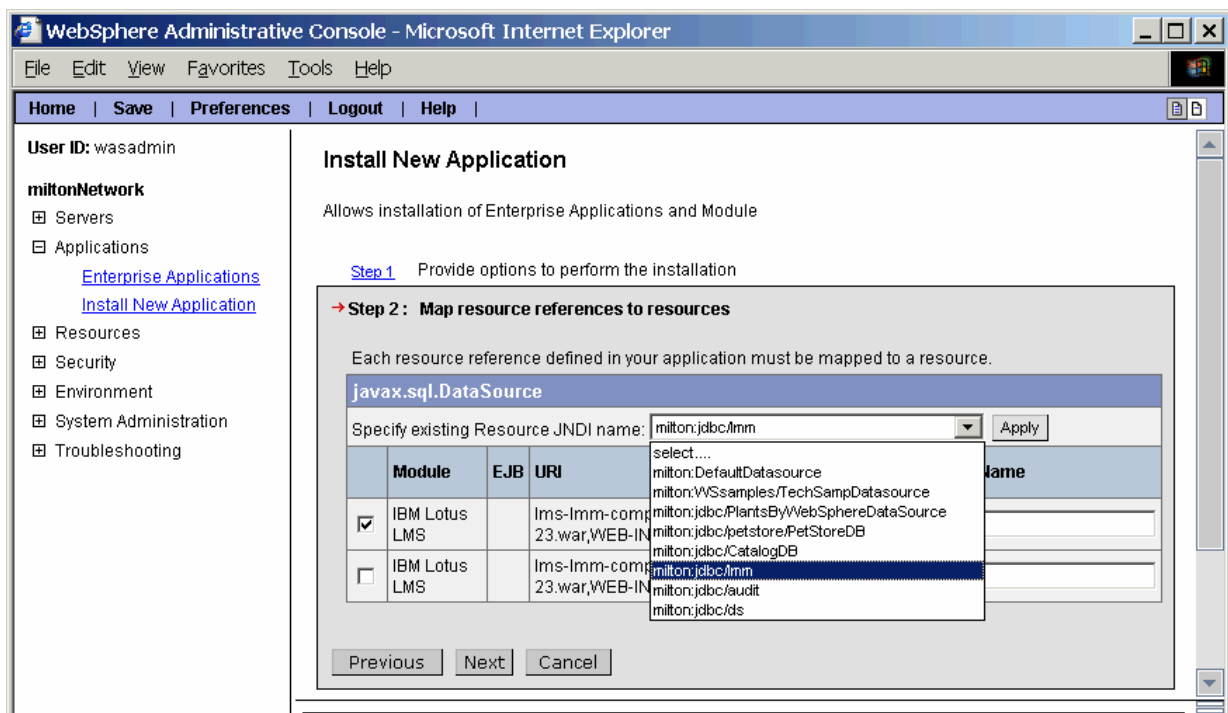 WebSphere Administrative Console - Microsoft Internet Explorer
File Edit View Favorites Tools Help
Home | Save | Preferences | Logout | Help |
User ID: wasadmin
miltonNetwork
Servers
Applications
Enterprise Applications
Install New Application
Resources
Security
Environment
System Administration
Troubleshooting
Install New Application
Allows installation of Enterprise Applications and Module
Step 1 Provide options to perform the installation
Step 2 : Map resource references to resources
Each resource reference defined in your application must be mapped to a resource.
javax.sql.DataSource
Specify existing Resource JNDI name: milton:jdbc/lmm Apply
select....
milton:DefaultDatasource
milton:WSsamples/TechSampDatasource
milton:jdbc/PlantsByWebSphereDataSource
milton:jdbc/petstore/PetStoreDB
milton:jdbc/CatalogDB
milton:jdbc/lmm
milton:jdbc/audit
milton:jdbc/ds
Module EJB URI Name
IBM Lotus LMS
lms-lmm-comp
23.war,WEB-IN
IBM Lotus LMS
lms-lmm-comp
23.war,WEB-IN
Previous Next Cancel